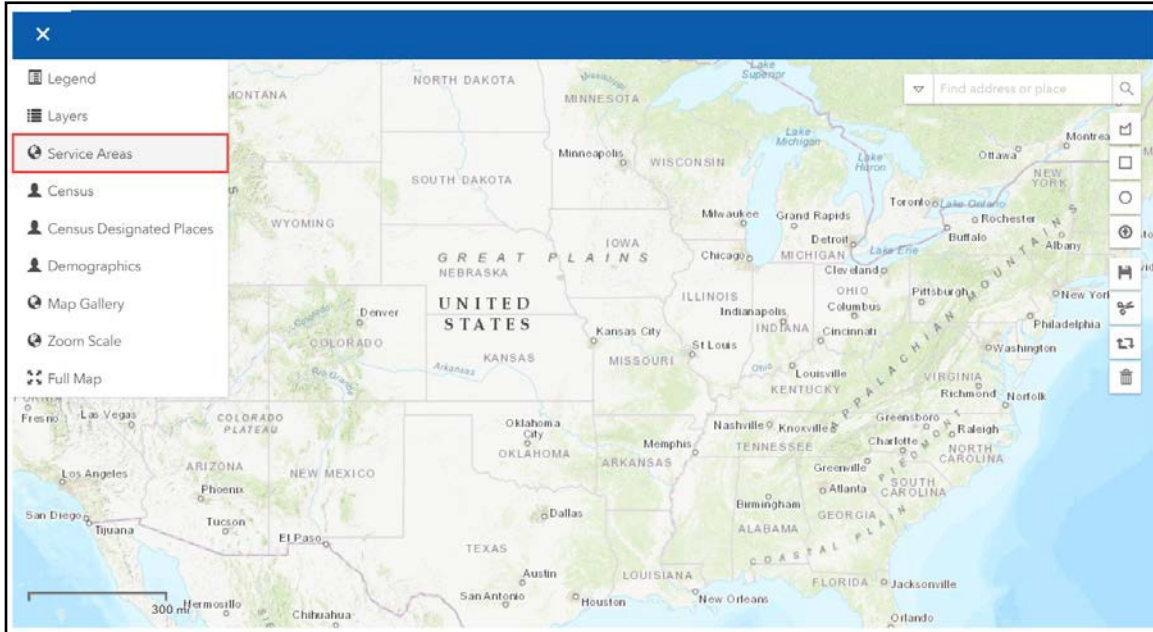 Legend
Layers
Service Areas
Census
Census Designated Places
Demographics
Map Gallery
Zoom Scale
Full Map
Find address or place
Lake
Superior
NORTH DAKOTA
MONTANA
MINNESOTA
Minneapolis
WISCONSIN
Lake
Michigan
Lake
Huron
Ottawa
Montrea
SOUTH DAKOTA
NEW
YORK
Toronto
Lake Ontario
Rochester
WYOMING
Milwaukee
Grand Rapids
Buffalo
Albany
IOWA
Detroit
Lake Erie
GREAT PLAINS
Chicago
MICHIGAN
NEBRASKA
Cleveland
OHIO
Pittsburgh
New York
UNITED
STATES
ILLINOIS
Indianapolis
Columbus
Denver
INDIANA
Cincinnati
Philadelphia
Kansas City
St Louis
COLORADO
Washington
KANSAS
MISSOURI
Arkansas
Ohio
Louisville
VIRGINIA
KENTUCKY
Richmond
Norfolk
APPALACHIAN MOUNTAINS
Fresno
Las Vegas
COLORADO
PLATEAU
Oklahoma
City
OKLAHOMA
Nashville
Knoxville
Greensboro
Raleigh
Memphis
TENNESSEE
Charlotte
NORTH
CAROLINA
ARKANSAS
PIEDMONT
Los Angeles
ARIZONA
NEW MEXICO
Greenville
SOUTH
CAROLINA
Phoenix
Atlanta
San Diego
Dallas
Birmingham
GEORGIA
Tijuana
Tucson
ALABAMA
El Paso
TEXAS
COASTAL PLAIN
Austin
LOUISIANA
FLORIDA
Jacksonville
San Antonio
Houston
New Orleans
300 mi
Hermosillo
Chihuahua
Orlando